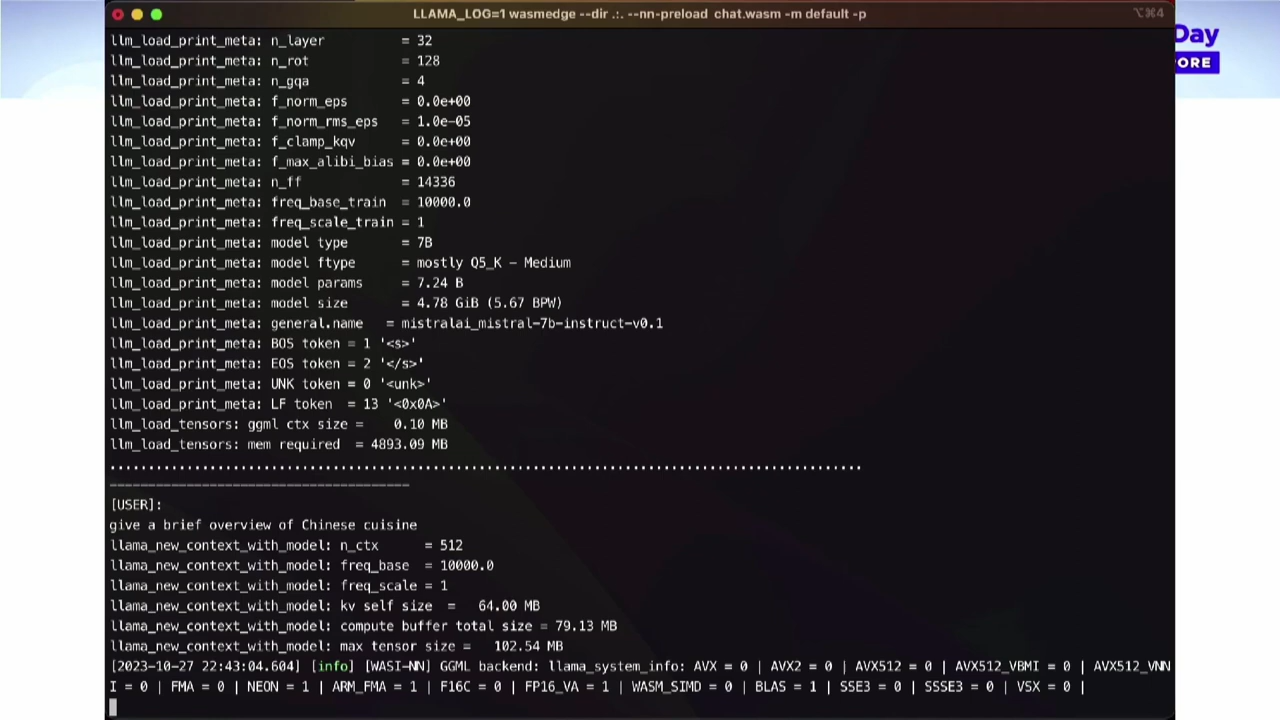 LLAMA_LOG=1 wasmedge --dir .:. --nn-preload chat.wasm -m default -p
⌥⌘4
Day
ORE
llm_load_print_meta: n_layer = 32
llm_load_print_meta: n_rot = 128
llm_load_print_meta: n_gqa = 4
llm_load_print_meta: f_norm_eps = 0.0e+00
llm_load_print_meta: f_norm_rms_eps = 1.0e-05
llm_load_print_meta: f_clamp_kqv = 0.0e+00
llm_load_print_meta: f_max_alibi_bias = 0.0e+00
llm_load_print_meta: n_ff = 14336
llm_load_print_meta: freq_base_train = 10000.0
llm_load_print_meta: freq_scale_train = 1
llm_load_print_meta: model type = 7B
llm_load_print_meta: model ftype = mostly Q5_K - Medium
llm_load_print_meta: model params = 7.24 B
llm_load_print_meta: model size = 4.78 GiB (5.67 BPW)
llm_load_print_meta: general.name = mistralai_mistral-7b-instruct-v0.1
llm_load_print_meta: BOS token = 1 '<s>'
llm_load_print_meta: EOS token = 2 '</s>'
llm_load_print_meta: UNK token = 0 '<unk>'
llm_load_print_meta: LF token = 13 '<0x0A>'
llm_load_tensors: ggml ctx size = 0.10 MB
llm_load_tensors: mem required = 4893.09 MB
[USER]:
give a brief overview of Chinese cuisine
llama_new_context_with_model: n_ctx = 512
llama_new_context_with_model: freq_base = 10000.0
llama_new_context_with_model: freq_scale = 1
llama_new_context_with_model: kv self size = 64.00 MB
llama_new_context_with_model: compute buffer total size = 79.13 MB
llama_new_context_with_model: max tensor size = 102.54 MB
[2023-10-27 22:43:04.604] [info] [WASI-NN] GGML backend: llama_system_info: AVX = 0 | AVX2 = 0 | AVX512 = 0 | AVX512_VBMI = 0 | AVX512_VNN
I = 0 | FMA = 0 | NEON = 1 | ARM_FMA = 1 | F16C = 0 | FP16_VA = 1 | WASM_SIMD = 0 | BLAS = 1 | SSE3 = 0 | SSSE3 = 0 | VSX = 0 |